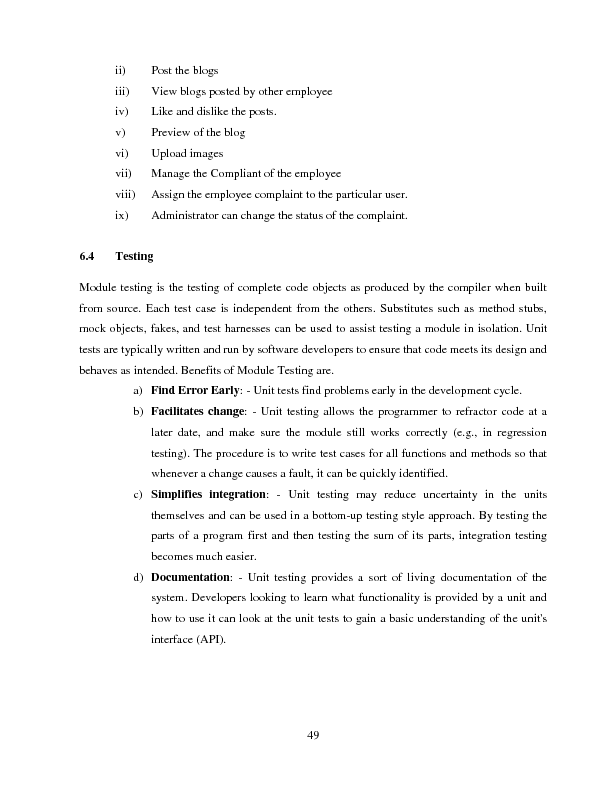 ii) Post the blogs
iii) View blogs posted by other employee
iv) Like and dislike the posts.
v) Preview of the blog
vi) Upload images
vii) Manage the Compliant of the employee
viii) Assign the employee complaint to the particular user.
ix) Administrator can change the status of the complaint.
6.4 Testing
Module testing is the testing of complete code objects as produced by the compiler when built
from source. Each test case is independent from the others. Substitutes such as method stubs,
mock objects, fakes, and test harnesses can be used to assist testing a module in isolation. Unit
tests are typically written and run by software developers to ensure that code meets its design and
behaves as intended. Benefits of Module Testing are.
a) Find Error Early: - Unit tests find problems early in the development cycle.
b) Facilitates change: - Unit testing allows the programmer to refractor code at a
later date, and make sure the module still works correctly (e.g., in regression
testing). The procedure is to write test cases for all functions and methods so that
whenever a change causes a fault, it can be quickly identified.
c) Simplifies integration: - Unit testing may reduce uncertainty in the units
themselves and can be used in a bottom-up testing style approach. By testing the
parts of a program first and then testing the sum of its parts, integration testing
becomes much easier.
d) Documentation: - Unit testing provides a sort of living documentation of the
system. Developers looking to learn what functionality is provided by a unit and
how to use it can look at the unit tests to gain a basic understanding of the unit's
interface (API).
49